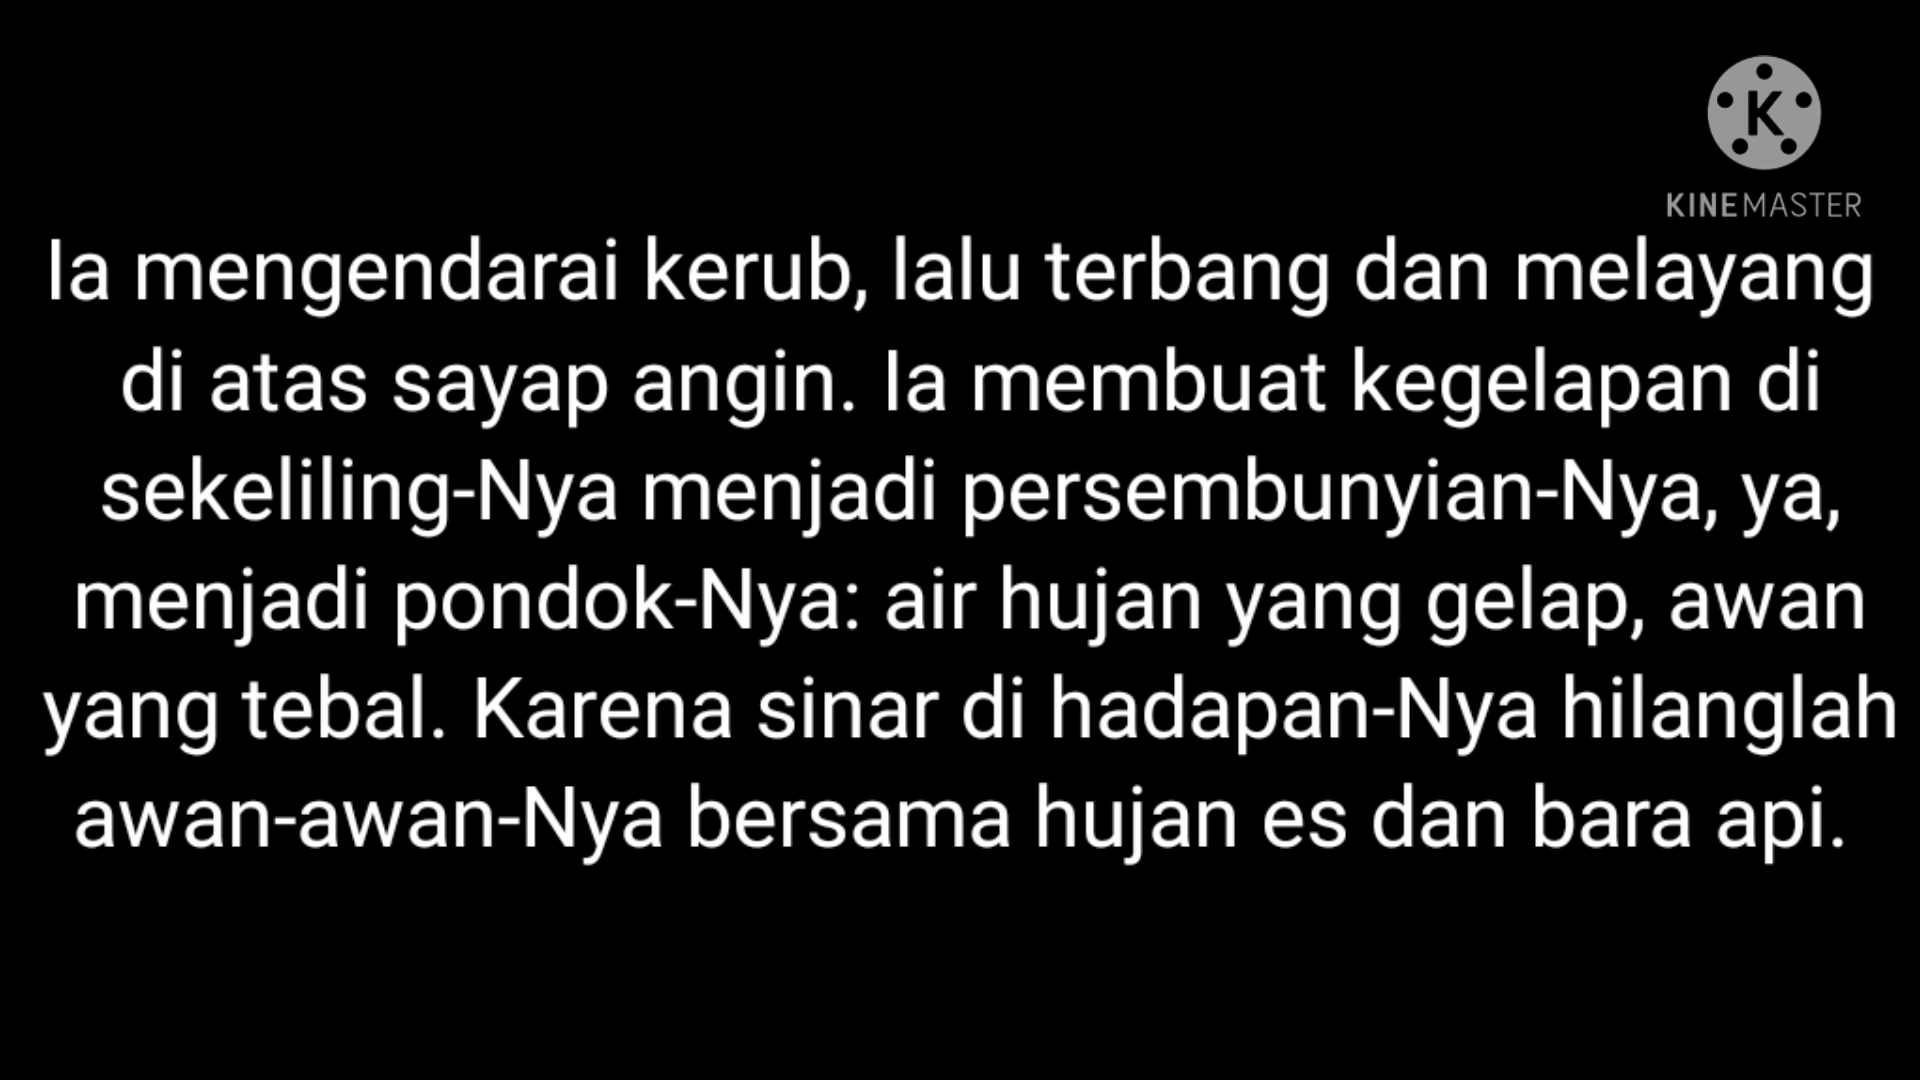 K
KINEMASTER
Ia mengendarai kerub, lalu terbang dan melayang
di atas sayap angin. Ia membuat kegelapan di
sekeliling-Nya menjadi persembunyian-Nya, ya,
menjadi pondok-Nya: air hujan yang gelap, awan
yang tebal. Karena sinar di hadapan-Nya hilanglah
awan-awan-Nya bersama hujan es dan bara api.